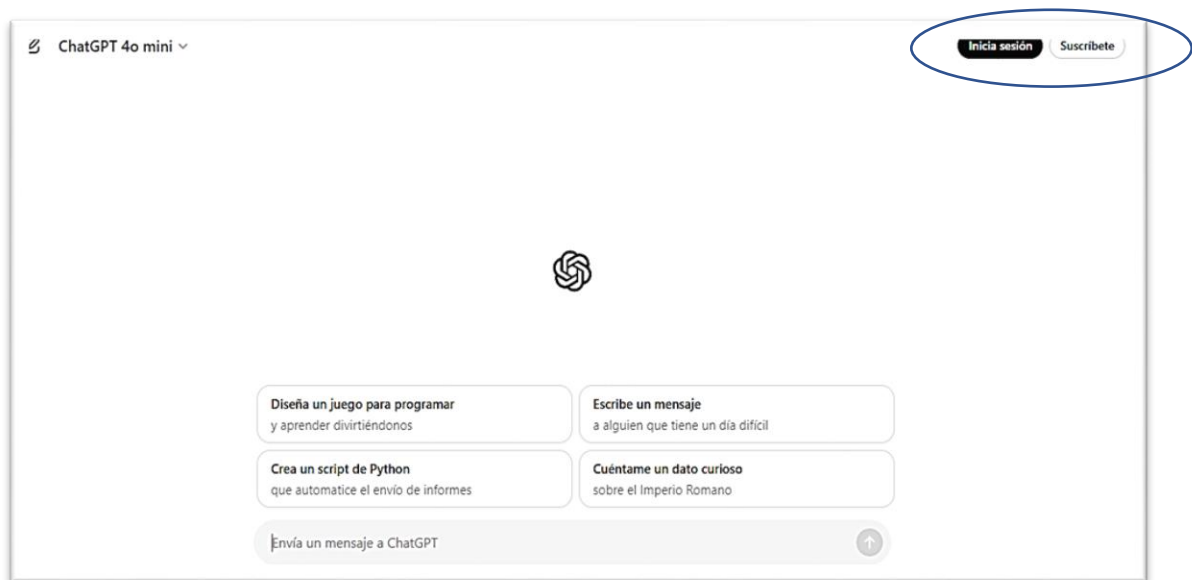 ChatGPT 4o mini
Inicia sesión
Suscríbete
Diseña un juego para programar
y aprender divirtiéndonos
Escribe un mensaje
a alguien que tiene un día difícil
Crea un script de Python
que automatice el envío de informes
Cuéntame un dato curioso
sobre el Imperio Romano
Envía un mensaje a ChatGPT